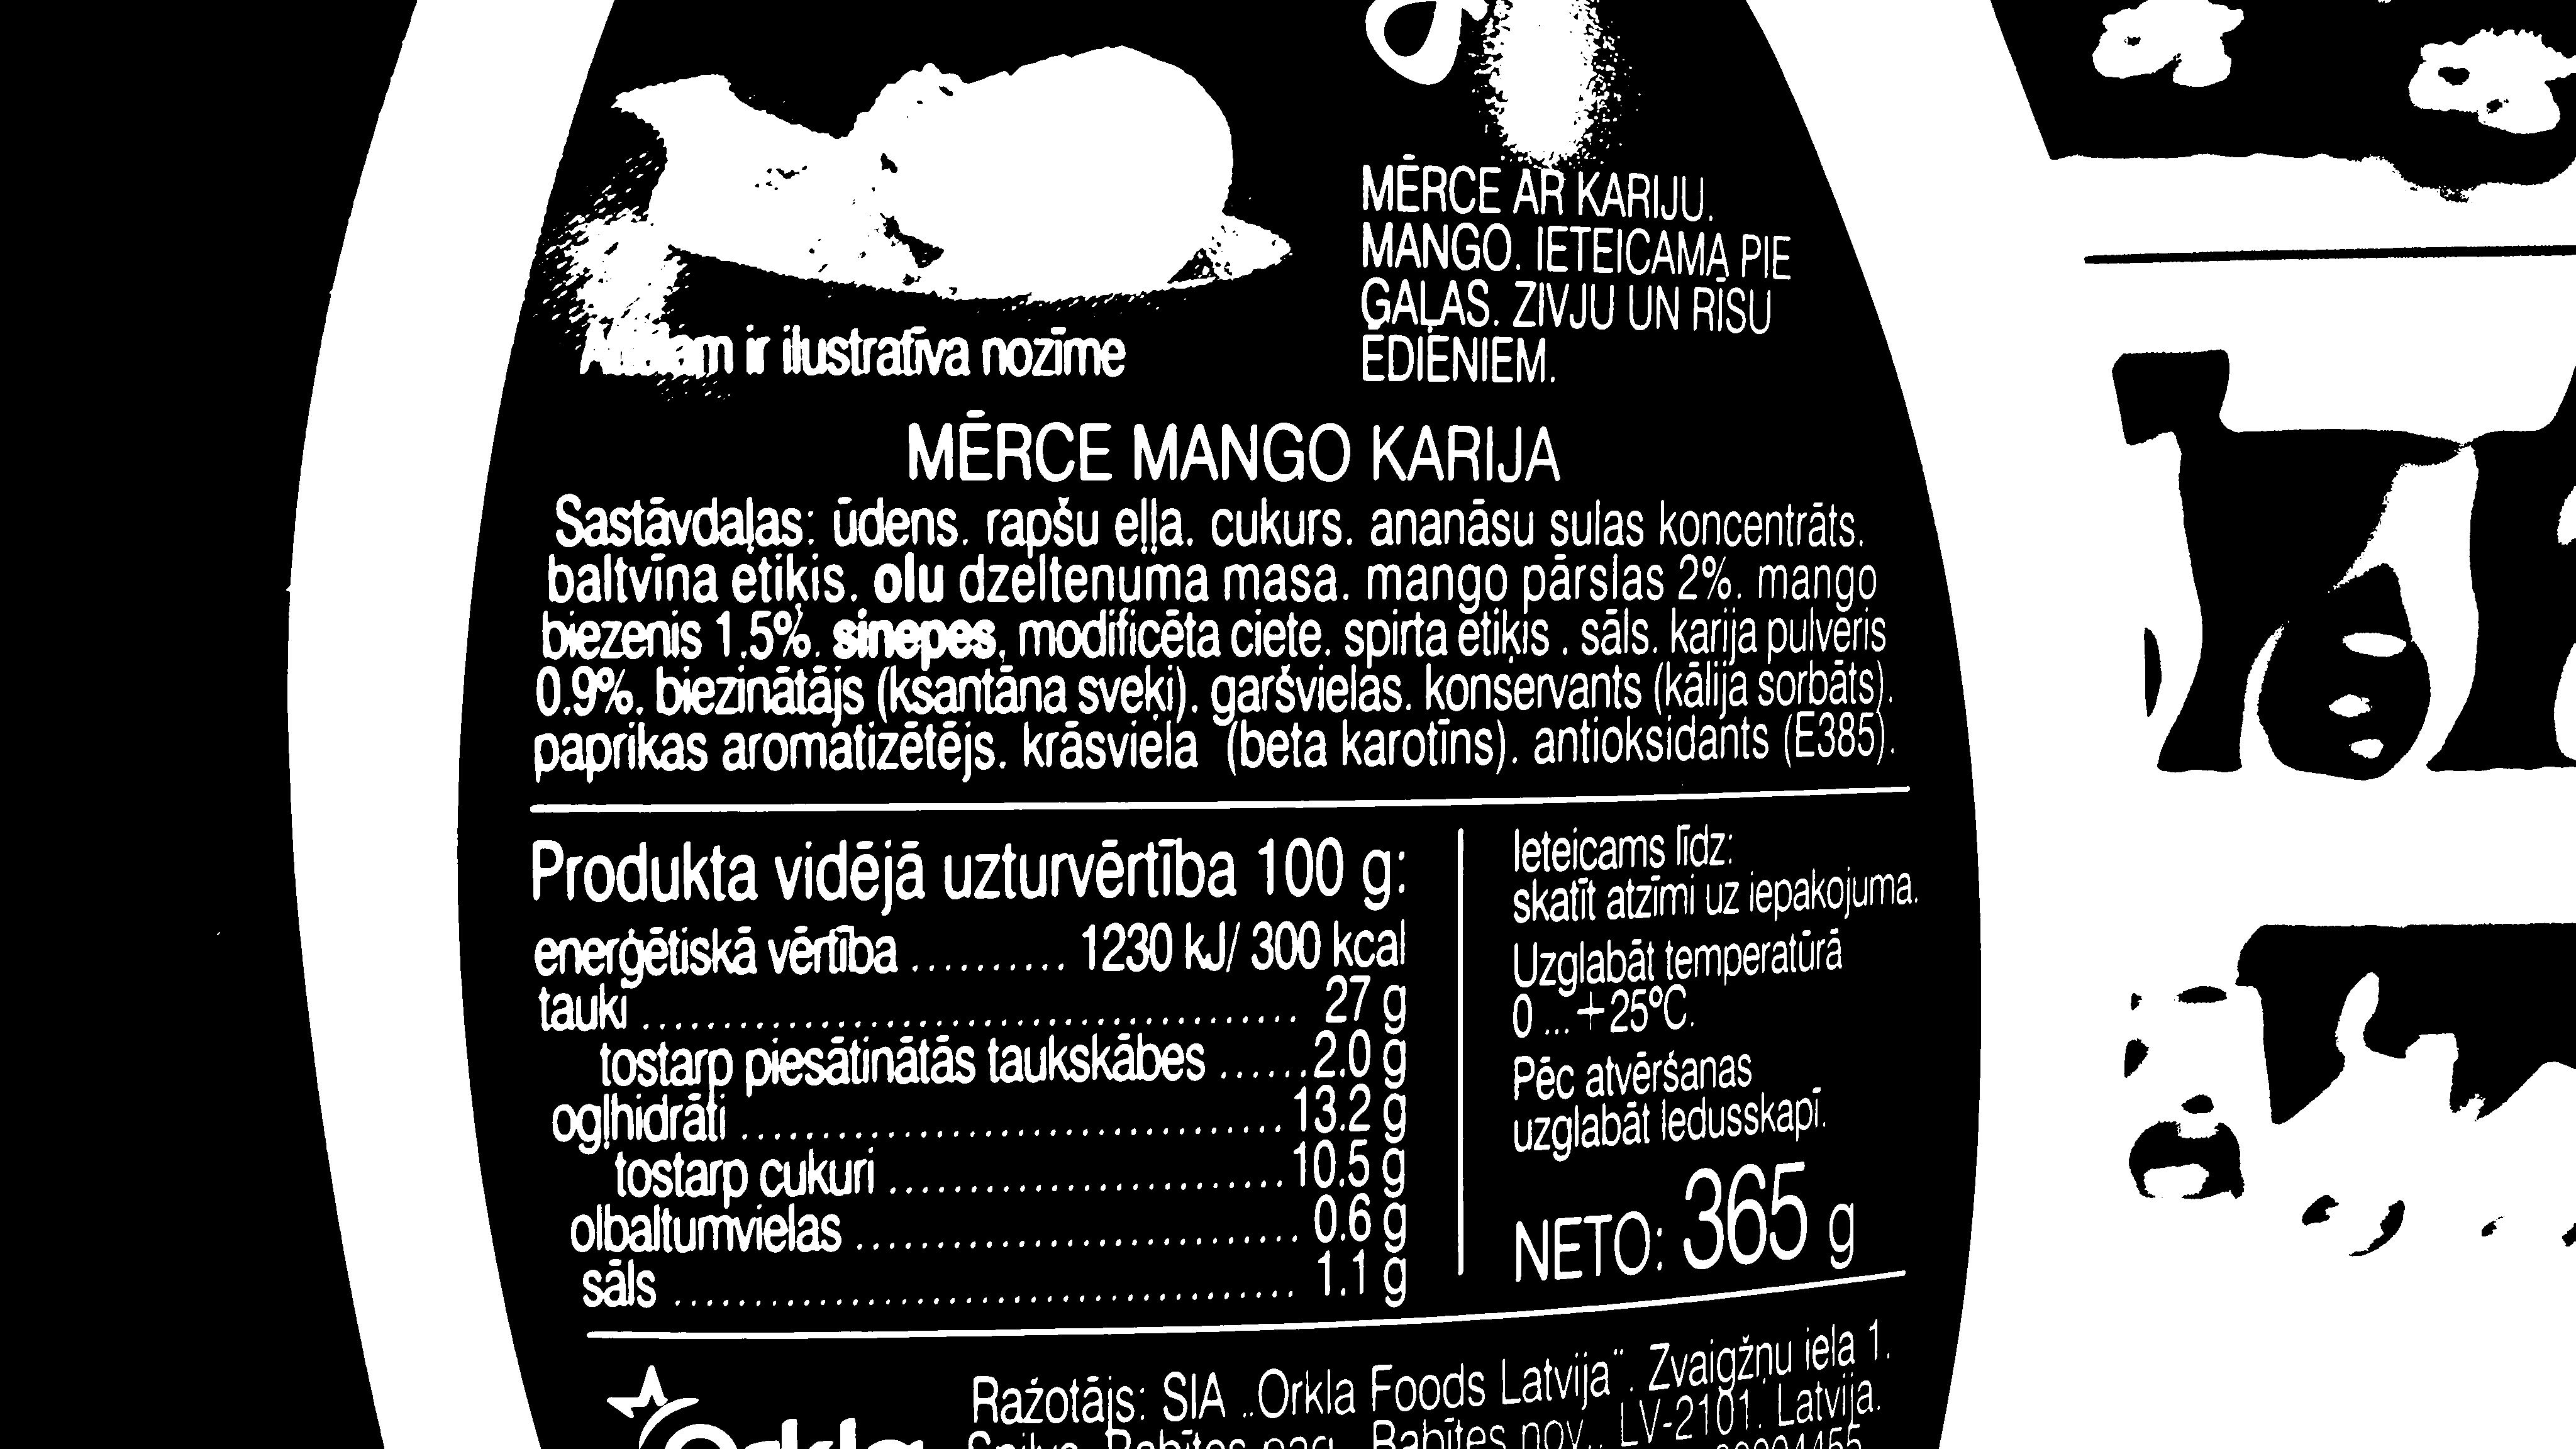 MĒRCE AR KARIJU.
MANGO. IETEICAMA PIE
GAĻAS. ZIVJU UN RĪSU
ĒDIENIEM.
ir ilustratīva nozīme
MĒRCE MANGO KARIJA
Sastāvdaļas: ūdens. rapšu eļļa. cukurs. ananāsu sulas koncentrāts.
baltvīna etiķis. olu dzeltenuma masa. mango pārslas 2%. mango
biezenis 1.5%. sinepes, modificēta ciete. spirta etiķis . sāls. karija pulveris
0.9%. biezinātājs (ksantāna sveķi). garšvielas. konservants (kālija sorbāts).
paprikas aromatizētējs. krāsviela (beta karotīns). antioksidants (E385).
Produkta vidējā uzturvērtība 100 g:
enerģētiskā vērtība .......... 1230 kJ/ 300 kcal
tauki ........................................ 27 g
tostarp piesātinātās taukskābes ......2.0 g
ogļhidrāti .................................. 13.2 g
tostarp cukuri ......................... 10.5 g
olbaltumvielas ............................ 0.6 g
sāls ....................................... 1.1 g
Ieteicams līdz:
skatīt atzīmi uz iepakojuma.
Uzglabāt temperatūrā
0 ...+25°C.
Pēc atvēršanas
uzglabāt ledusskapī.
NETO: 365 g
Ražotājs: SIA „Orkla Foods Latvija". Zvaigžņu iela 1.
Babītes nov., LV-2101. Latvija.
Orkla